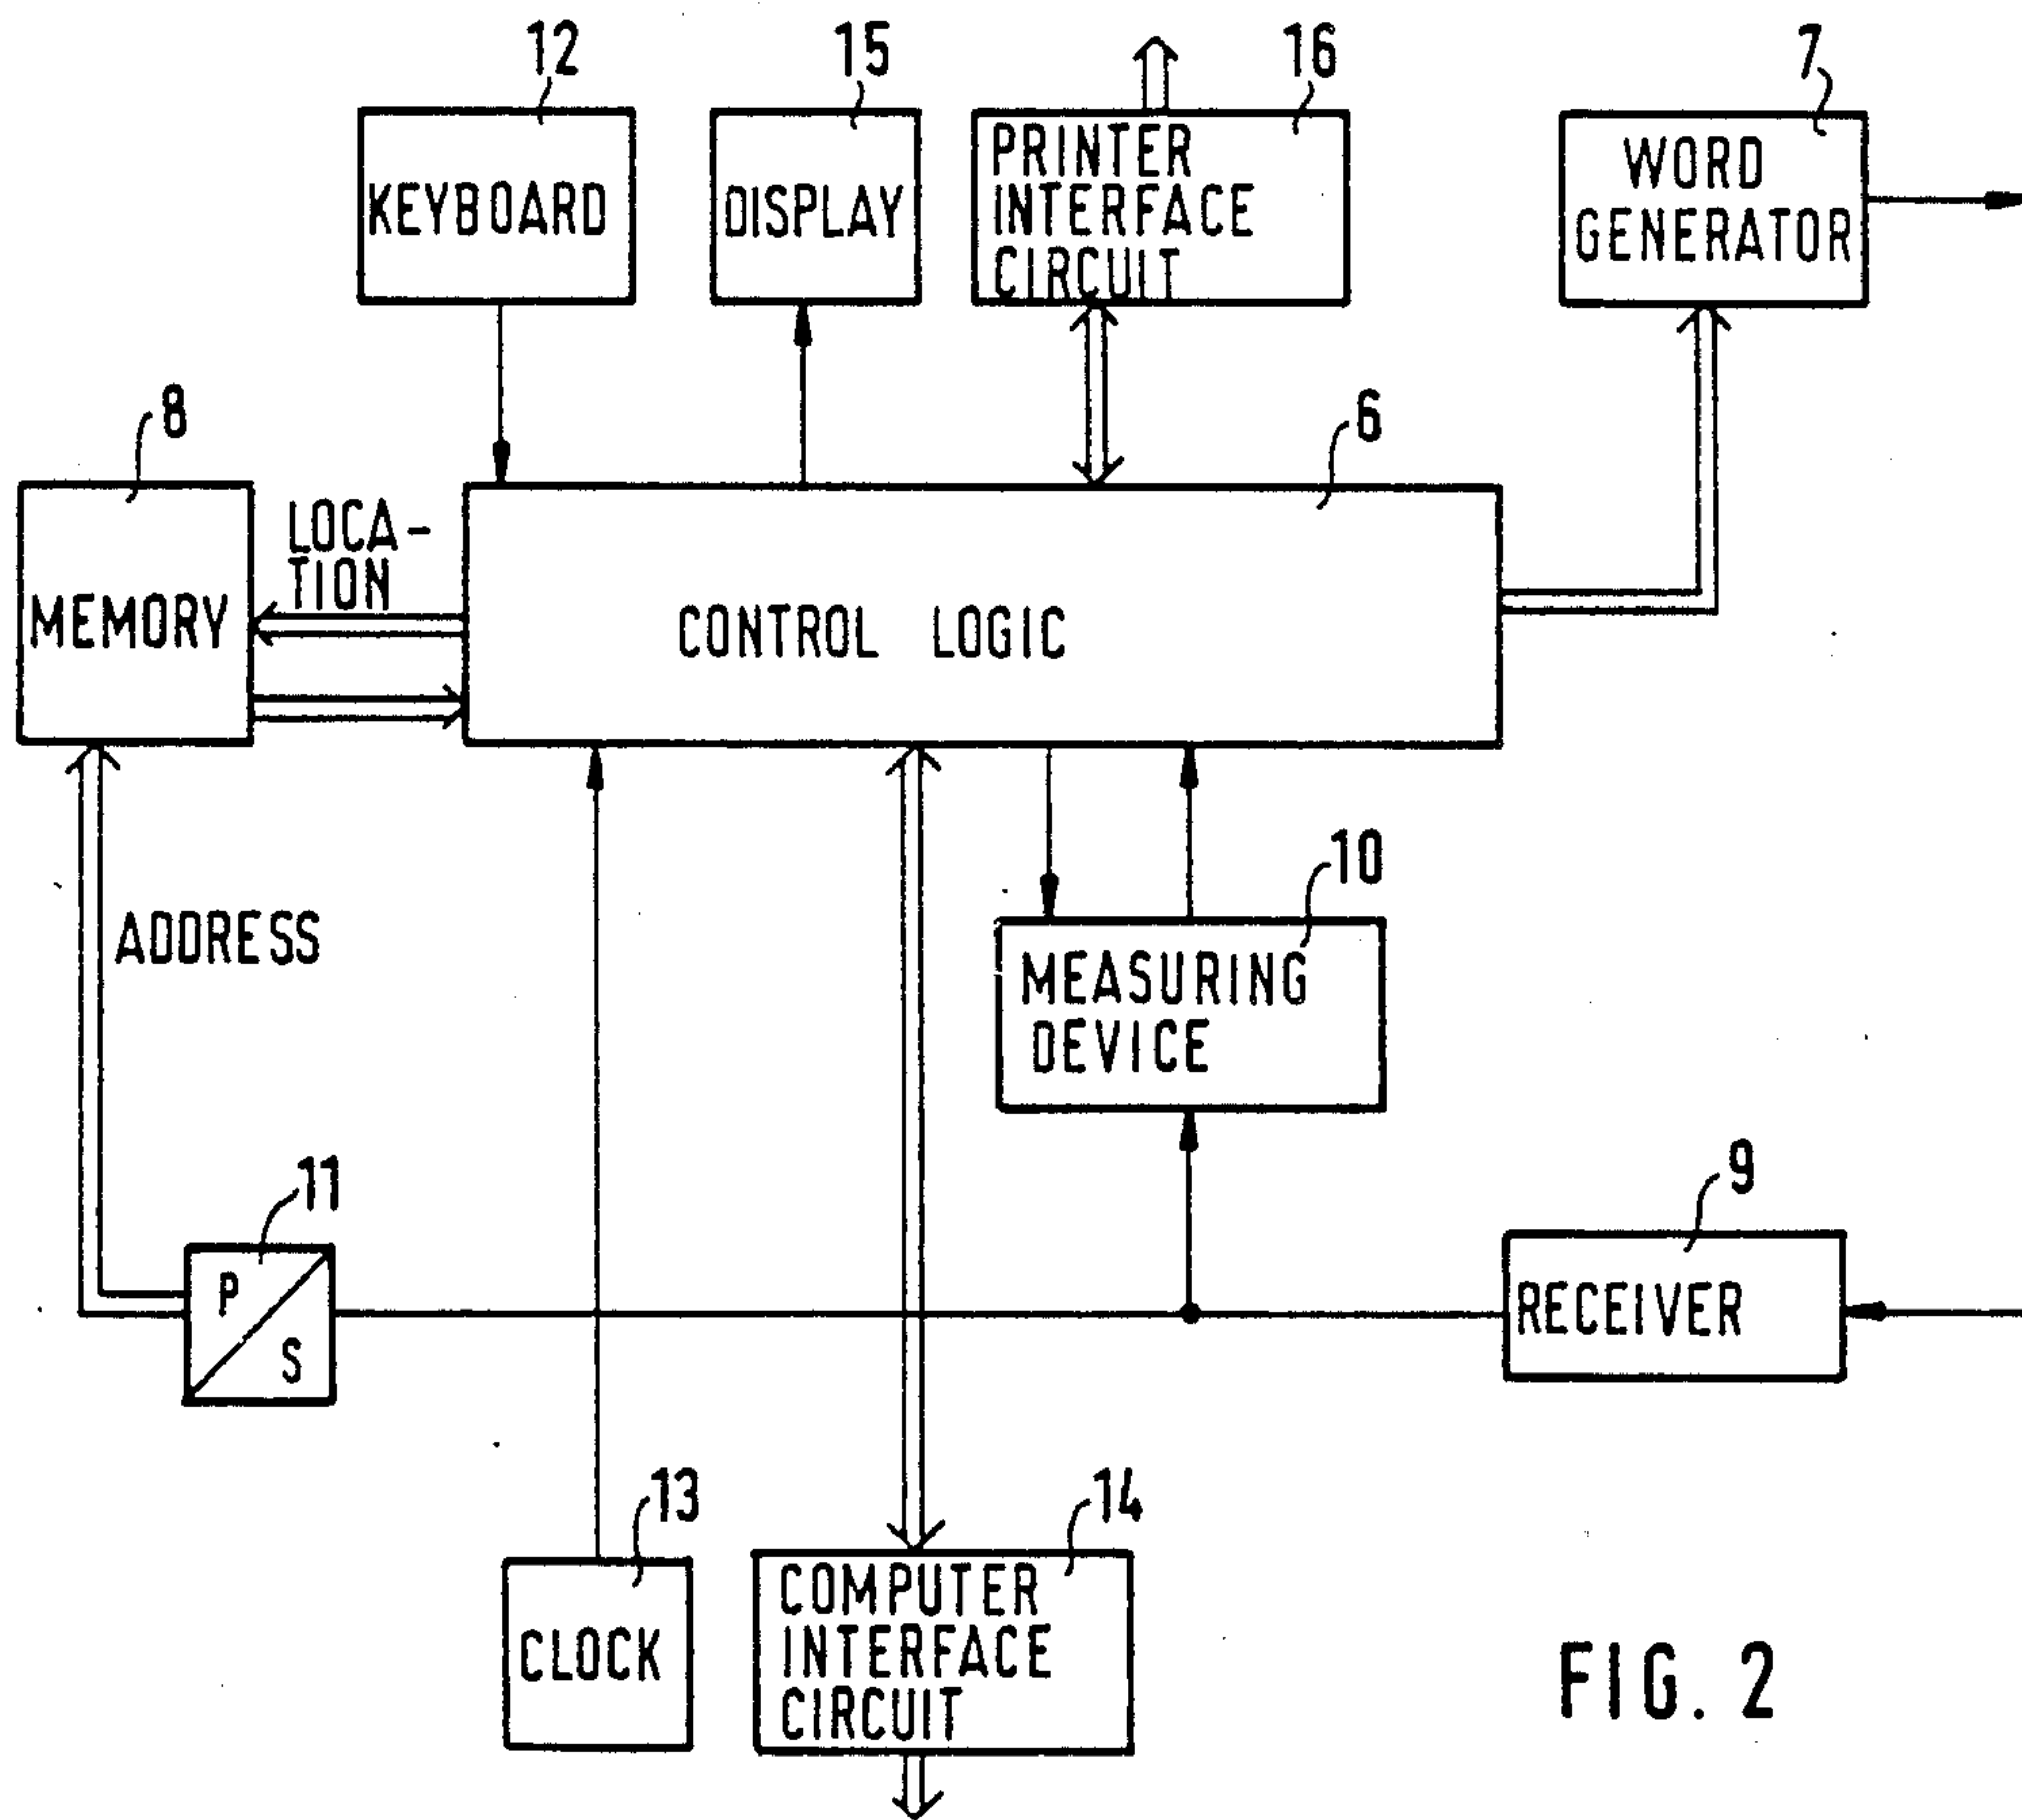 12
15
16
7
KEYBOARD
DISPLAY
PRINTER
INTERFACE
CIRCUIT
WORD
GENERATOR
8
6
LOCA-
TION
MEMORY
CONTROL LOGIC
10
ADDRESS
MEASURING
DEVICE
11
9
P
S
RECEIVER
13
14
CLOCK
COMPUTER
INTERFACE
CIRCUIT
FIG. 2